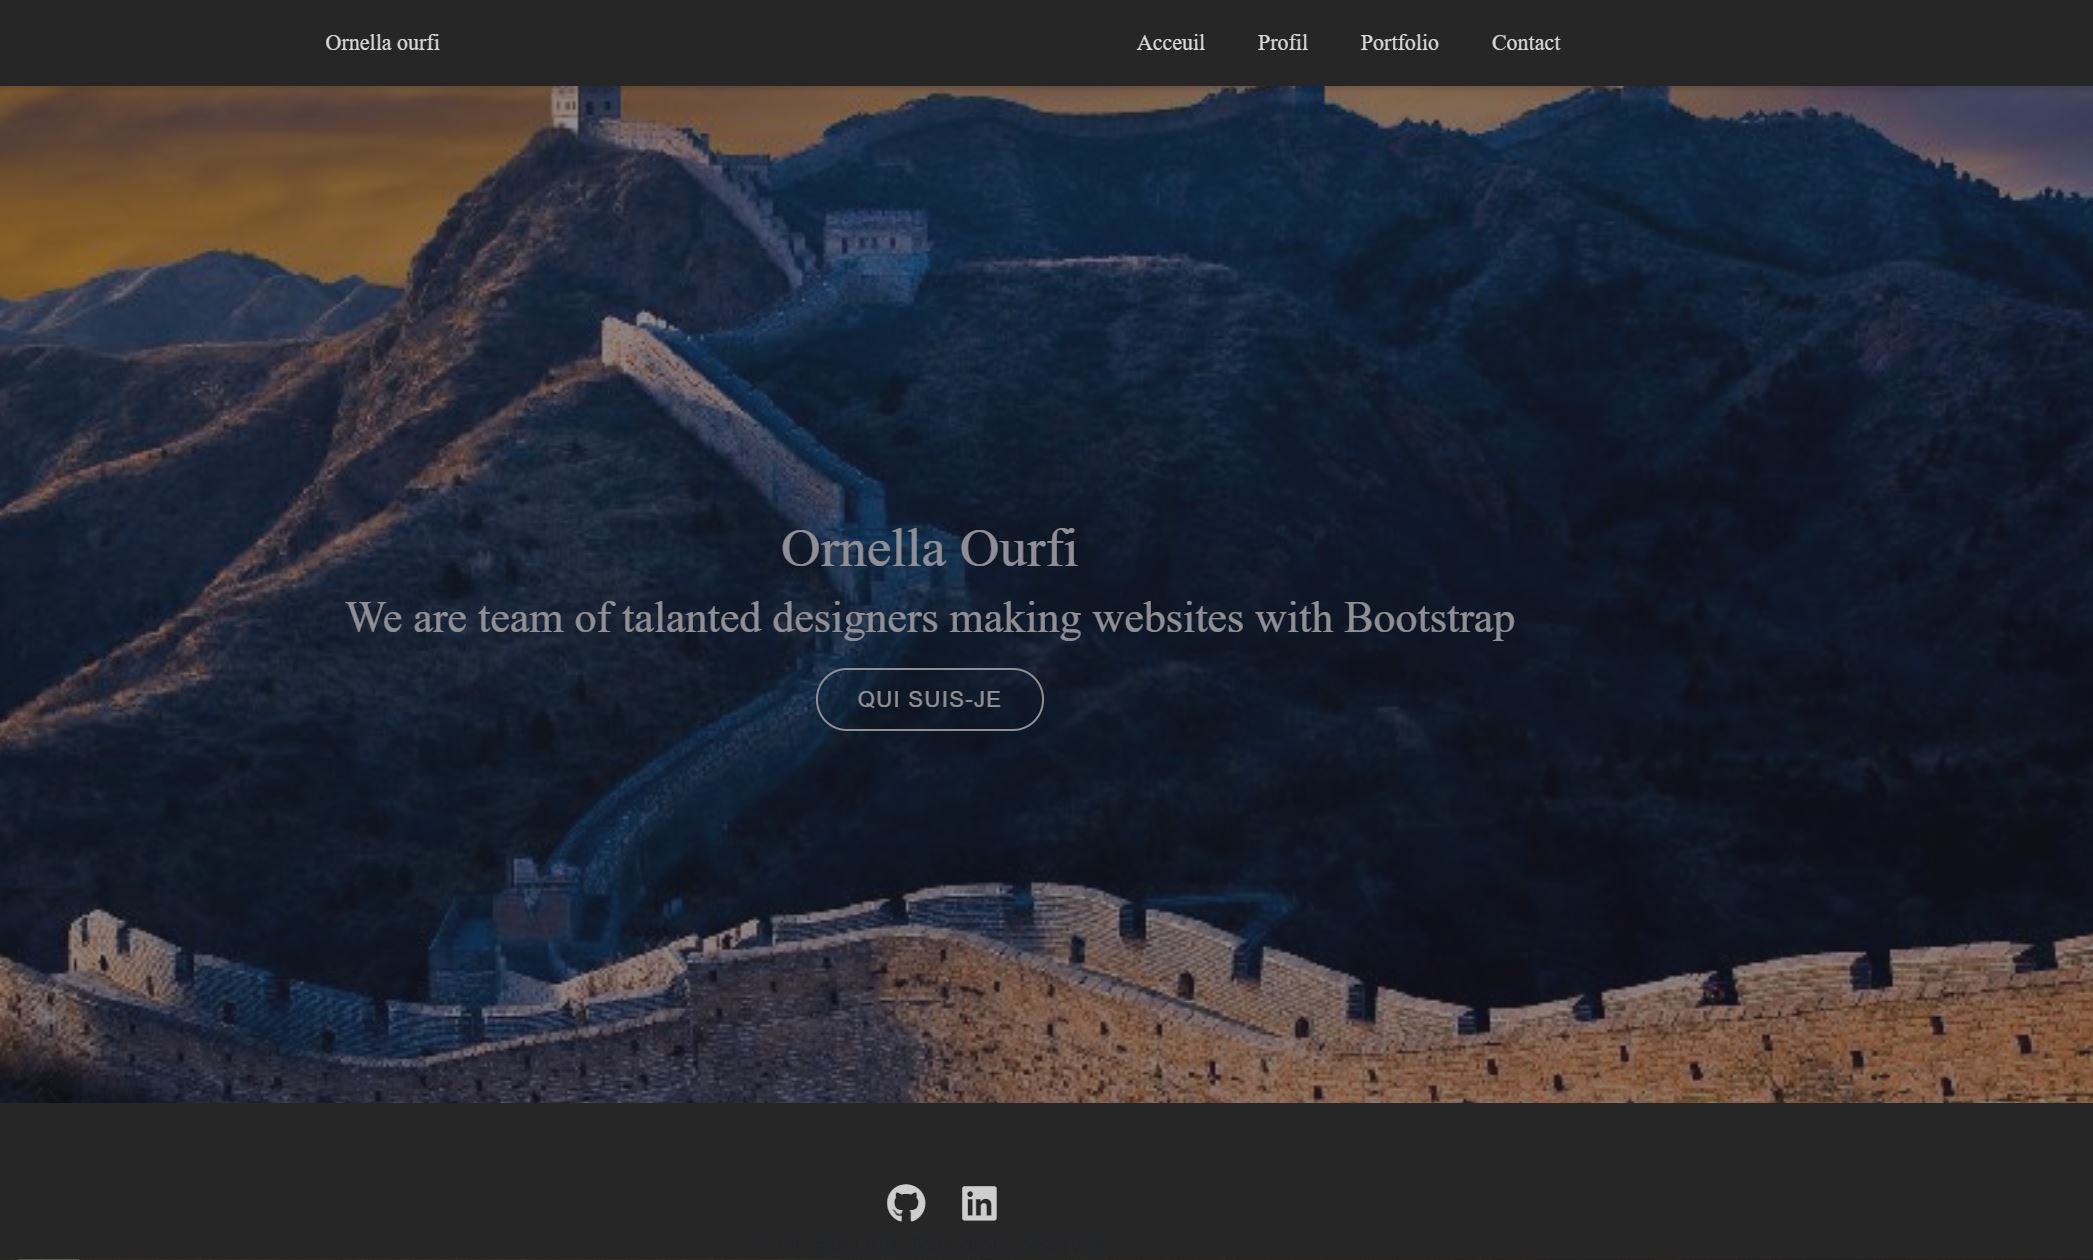 Ornella ourfi
Acceuil Profil Portfolio Contact
Ornella Ourfi
We are team of talanted designers making websites with Bootstrap
QUI SUIS-JE
in